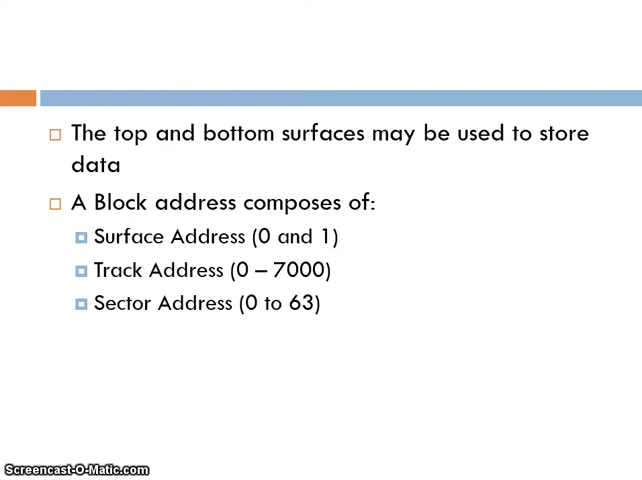 The top and bottom surfaces may be used to store
data
A Block address composes of:
Surface Address (0 and 1)
Track Address (0 – 7000)
Sector Address (0 to 63)
Screencast-O-Matic.com